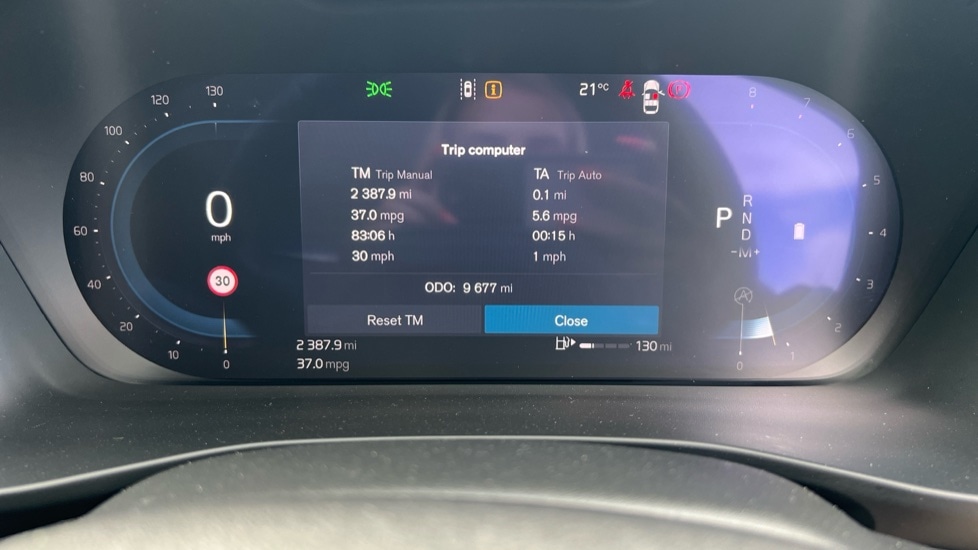 120 130
100
80
60
40
20
10
0
0
mph
30
21°C
Trip computer
TM Trip Manual
2 387.9 mi
37.0 mpg
83:06 h
30 mph
TA Trip Auto
0.1 mi
5.6 mpg
00:15 h
1 mph
ODO: 9 677 mi
Reset TM
Close
2 387.9 mi
37.0 mpg
130 mi
P
R
N
D
-M+
8
7
6
5
4
3
2
1
0